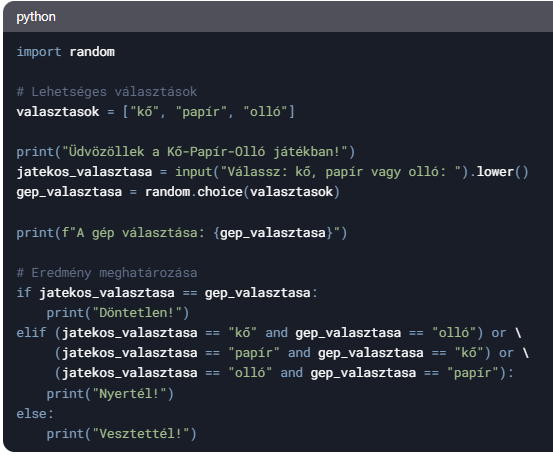 python
import random
# Lehetséges választások
valasztasok = ["kő", "papír", "olló"]
print("Üdvözöllek a Kő-Papír-Olló játékban!")
jatekos_valasztasa = input("Válassz: kő, papír vagy olló: ").lower()
gep_valasztasa = random.choice(valasztasok)
print(f"A gép választása: {gep_valasztasa}")
# Eredmény meghatározása
if jatekos_valasztasa == gep_valasztasa:
    print("Döntetlen!")
elif (jatekos_valasztasa == "kő" and gep_valasztasa == "olló") or \
     (jatekos_valasztasa == "papír" and gep_valasztasa == "kő") or \
     (jatekos_valasztasa == "olló" and gep_valasztasa == "papír"):
    print("Nyertél!")
else:
    print("Vesztettél!")